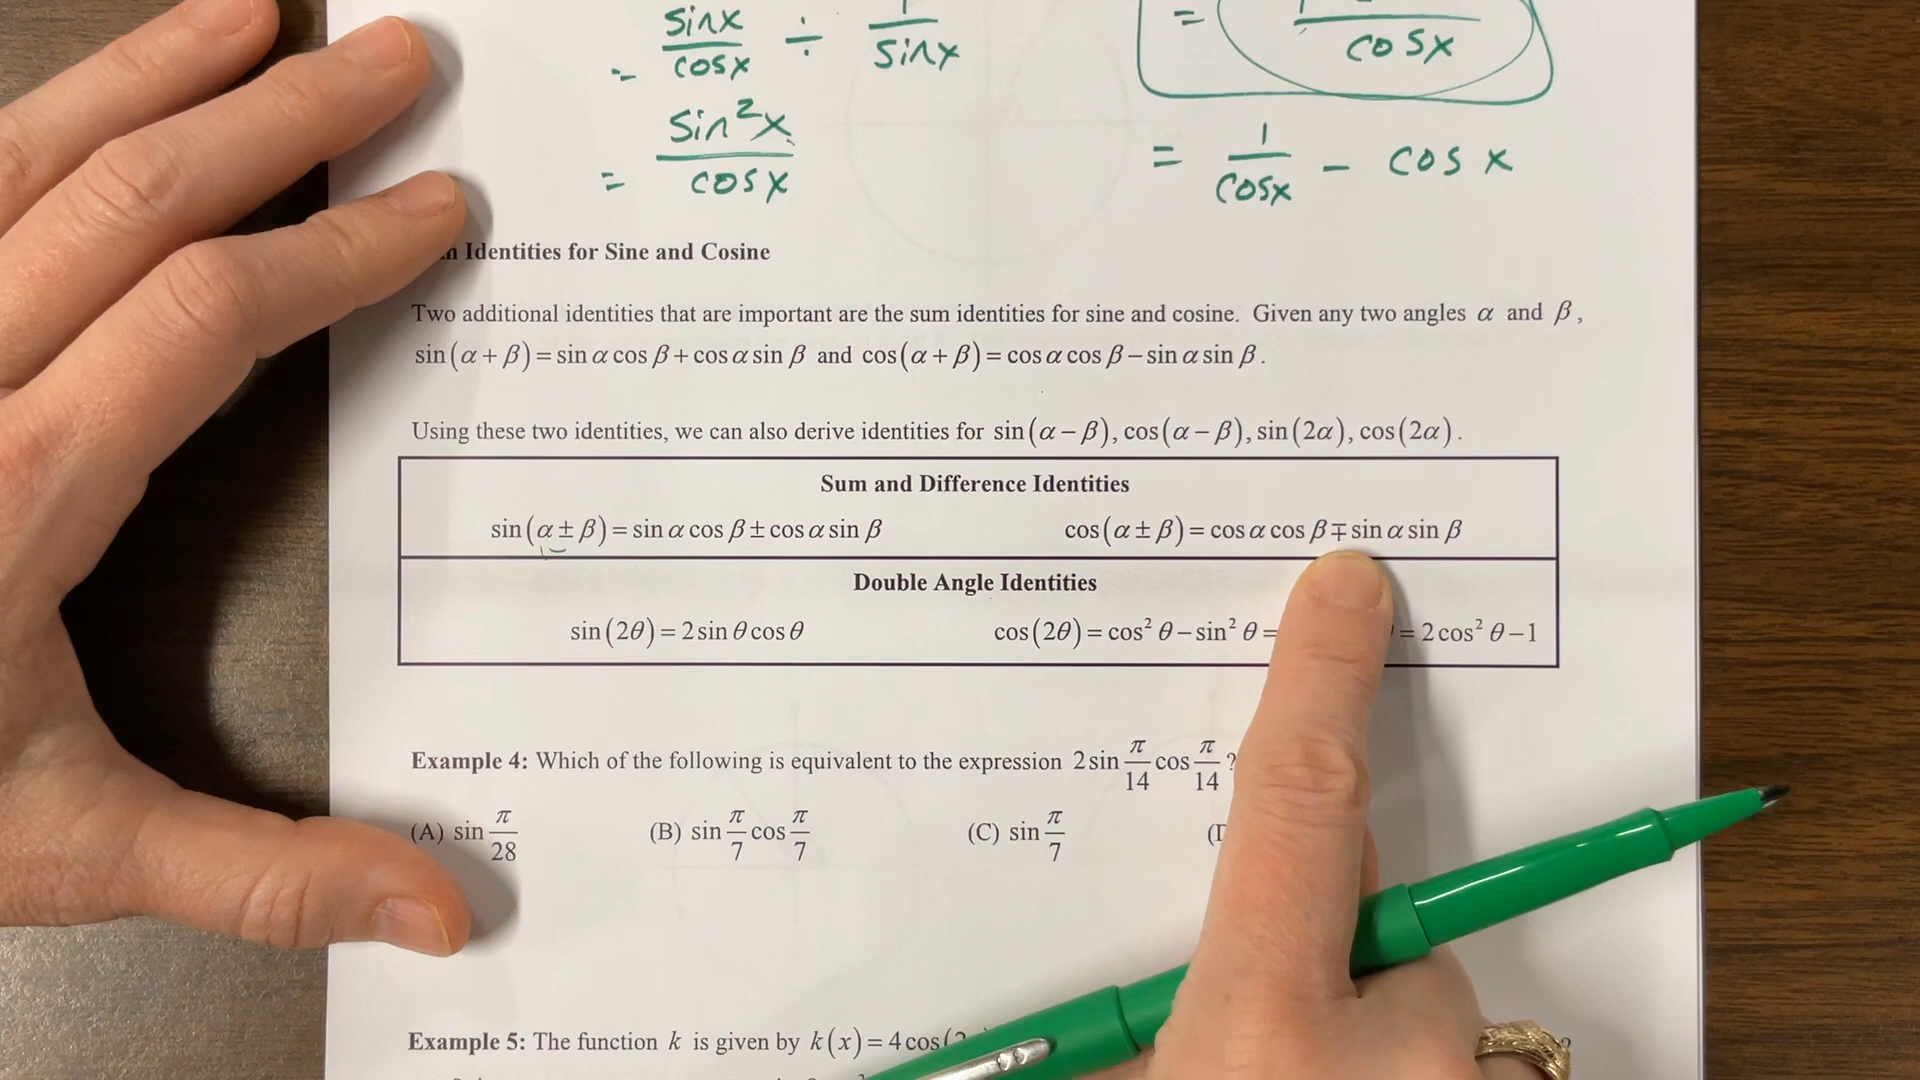 = sinx/cosx ÷ 1/sinx
= sin²x/cosx
= /cosx
= 1/cosx - cos x
Identities for Sine and Cosine
Two additional identities that are important are the sum identities for sine and cosine. Given any two angles α and β,
sin(α + β) = sin α cos β + cos α sin β and cos(α + β) = cos α cos β − sin α sin β.
Using these two identities, we can also derive identities for sin(α − β), cos(α − β), sin(2α), cos(2α).
Sum and Difference Identities
sin(α ± β) = sin α cos β ± cos α sin β cos(α ± β) = cos α cos β ∓ sin α sin β
Double Angle Identities
sin(2θ) = 2 sin θ cos θ cos(2θ) = cos² θ − sin² θ = = 2 cos² θ − 1
Example 4: Which of the following is equivalent to the expression 2 sin π/14 cos π/14 ?
(A) sin π/28 (B) sin π/7 cos π/7 (C) sin π/7
Example 5: The function k is given by k(x) = 4 cos(